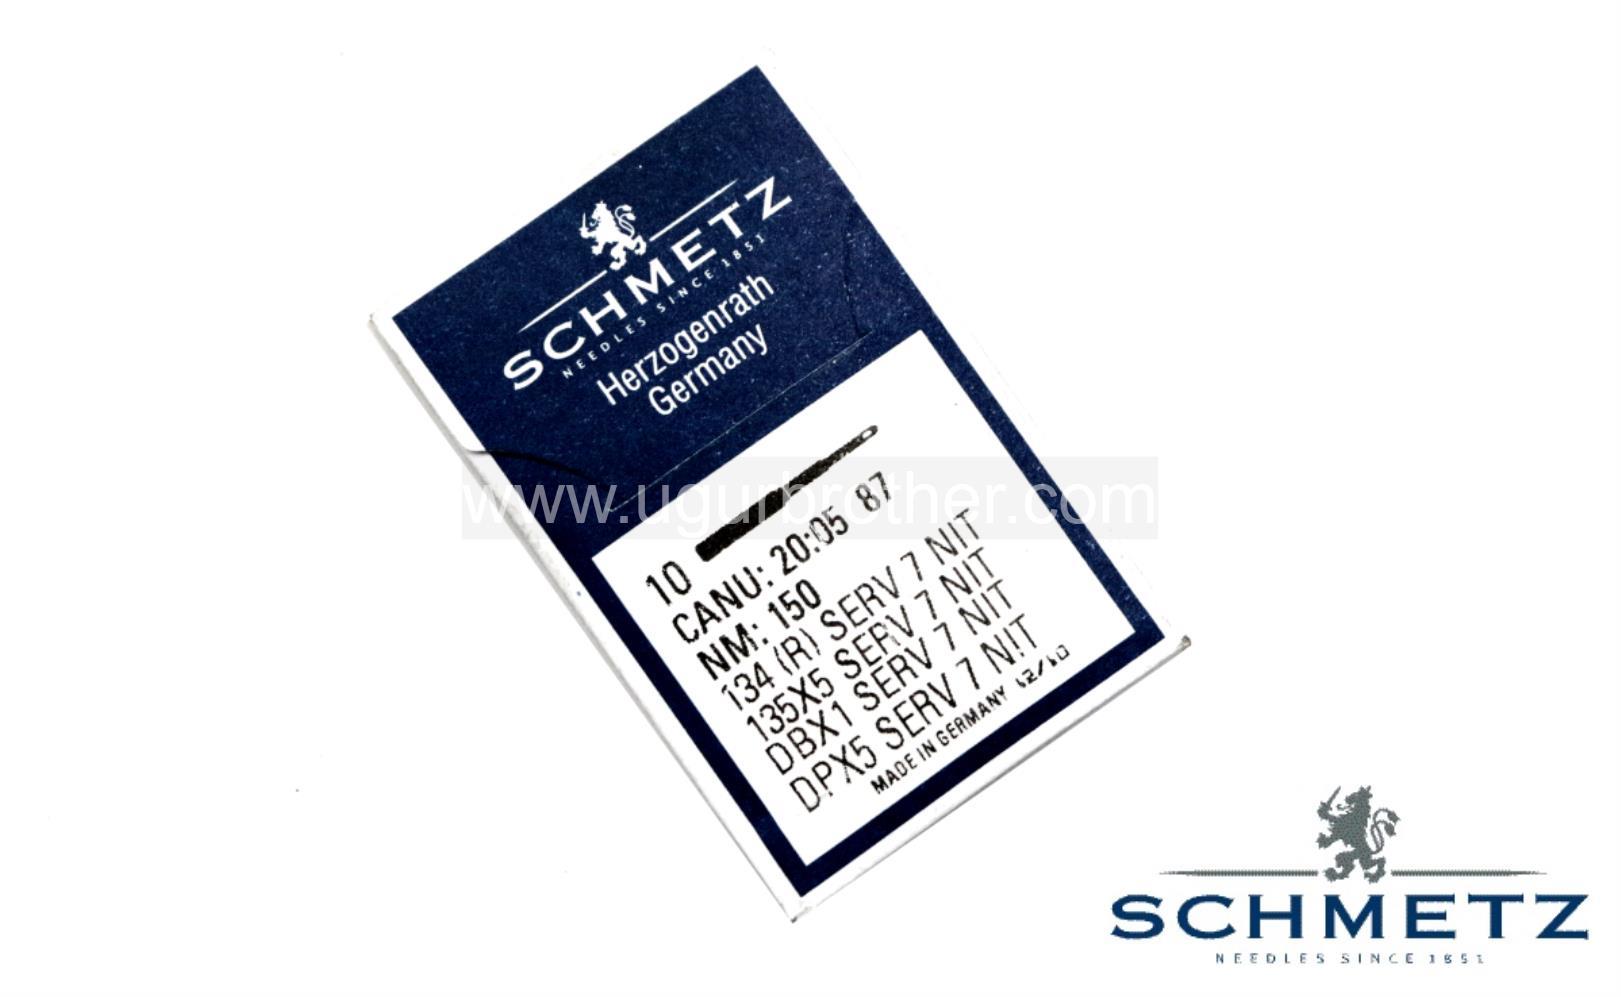 SCHMETZ
NEEDLES SINCE 1851
Herzogenrath
Germany
www.ugurbrother.com
10
CANU: 20:05 87
NM: 150
134 (R) SERV 7 NIT
135X5 SERV 7 NIT
DBX1 SERV 7 NIT
DPX5 SERV 7 NIT
MADE IN GERMANY
SCHMETZ
NEEDLES SINCE 1851